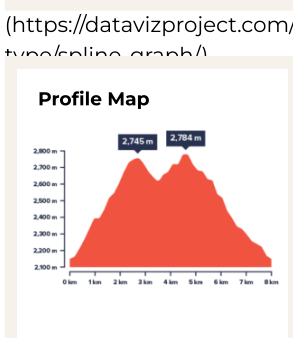 (https://datavizproject.com/
type/spline_graph/)
Profile Map
2,745 m
2,784 m
2,800 m
2,700 m
2,600 m
2,500 m
2,400 m
2,300 m
2,200 m
2,100 m
0 km 1 km 2 km 3 km 4 km 5 km 6 km 7 km 8 km